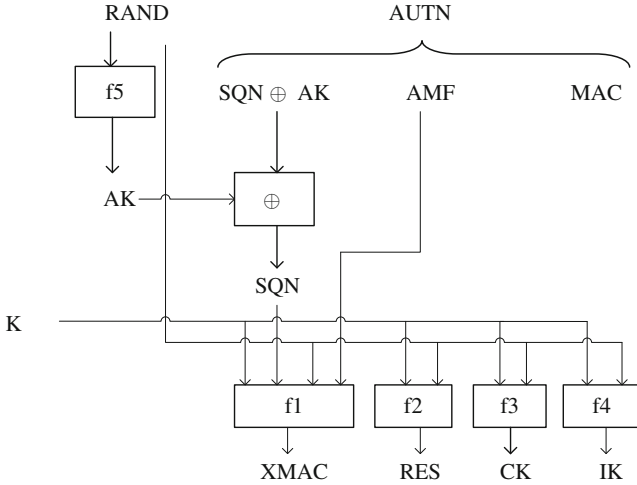 RAND AUTN
f5 SQN ⊕ AK AMF MAC
AK ⊕
SQN
K
f1 f2 f3 f4
XMAC RES CK IK